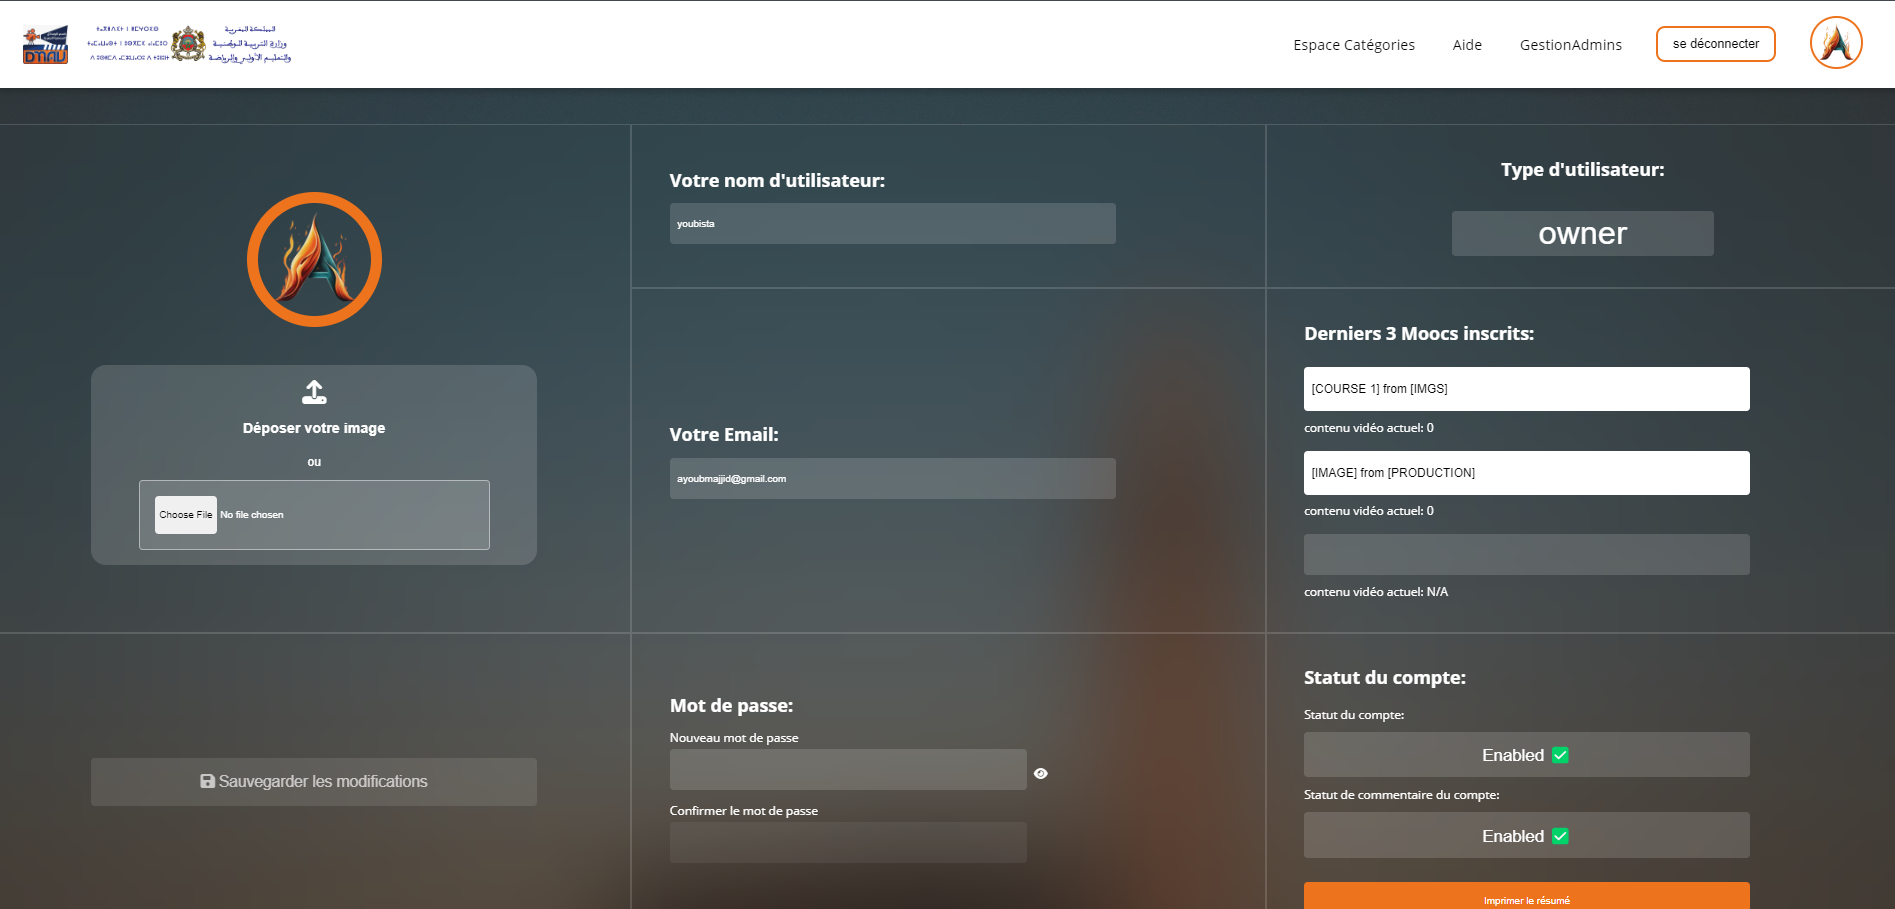 المملكة المغربية
وزارة التربية الوطنية
والتعليم الأولي والرياضة
Espace Catégories
Aide
GestionAdmins
se déconnecter
Déposer votre image
ou
Choose File No file chosen
Sauvegarder les modifications
Votre nom d'utilisateur:
youbista
Votre Email:
ayoubmajjid@gmail.com
Mot de passe:
Nouveau mot de passe
Confirmer le mot de passe
Type d'utilisateur:
owner
Derniers 3 Moocs inscrits:
[COURSE 1] from [IMGS]
contenu vidéo actuel: 0
[IMAGE] from [PRODUCTION]
contenu vidéo actuel: 0
contenu vidéo actuel: N/A
Statut du compte:
Statut du compte:
Enabled
Statut de commentaire du compte:
Enabled
Imprimer le résumé